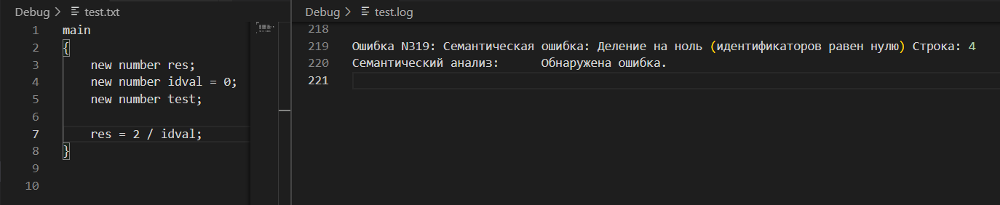 Debug > test.txt
1 main
2 {
3 new number res;
4 new number idval = 0;
5 new number test;
6
7 res = 2 / idval;
8 }
9
10
Debug > test.log
218
219 Ошибка N319: Семантическая ошибка: Деление на ноль (идентификаторов равен нулю) Строка: 4
220 Семантический анализ: Обнаружена ошибка.
221